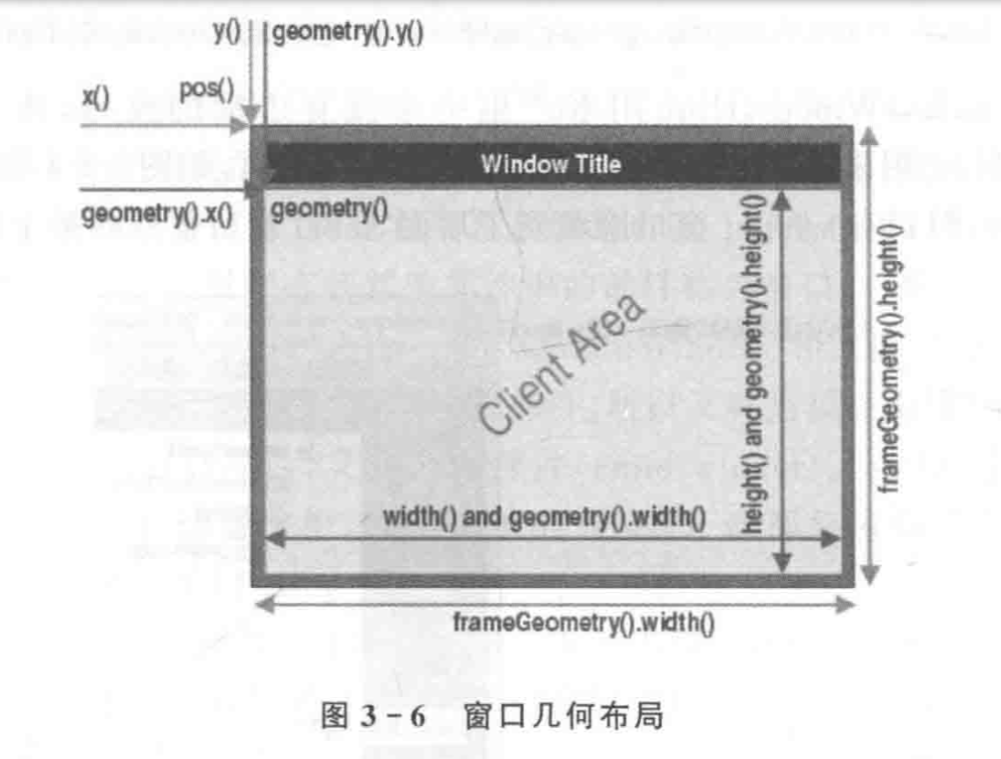 y() geometry().y()
x() pos()
Window Title
geometry().x() geometry()
Client Area
height() and geometry().height()
frameGeometry().height()
width() and geometry().width()
frameGeometry().width()
图 3-6 窗口几何布局